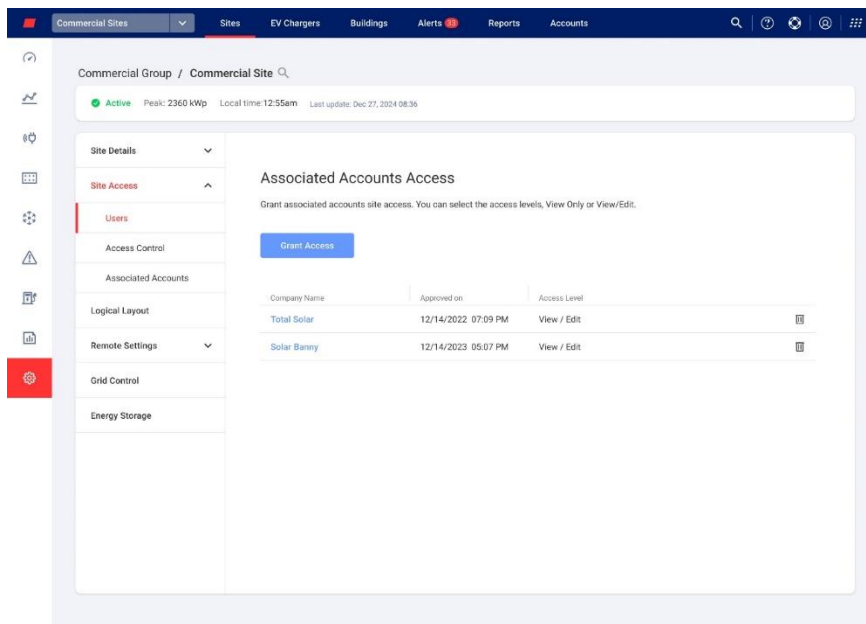 Commercial Sites Sites EV Chargers Buildings Alerts 33 Reports Accounts
Commercial Group / Commercial Site
Active Peak: 2360 kWp Local time:12:55am Last update: Dec 27, 2024 08:36
Site Details
Site Access
Users
Access Control
Associated Accounts
Logical Layout
Remote Settings
Grid Control
Energy Storage
Associated Accounts Access
Grant associated accounts site access. You can select the access levels, View Only or View/Edit.
Grant Access
Company Name Approved on Access Level
Total Solar 12/14/2022 07:09 PM View / Edit
Solar Banny 12/14/2023 05:07 PM View / Edit